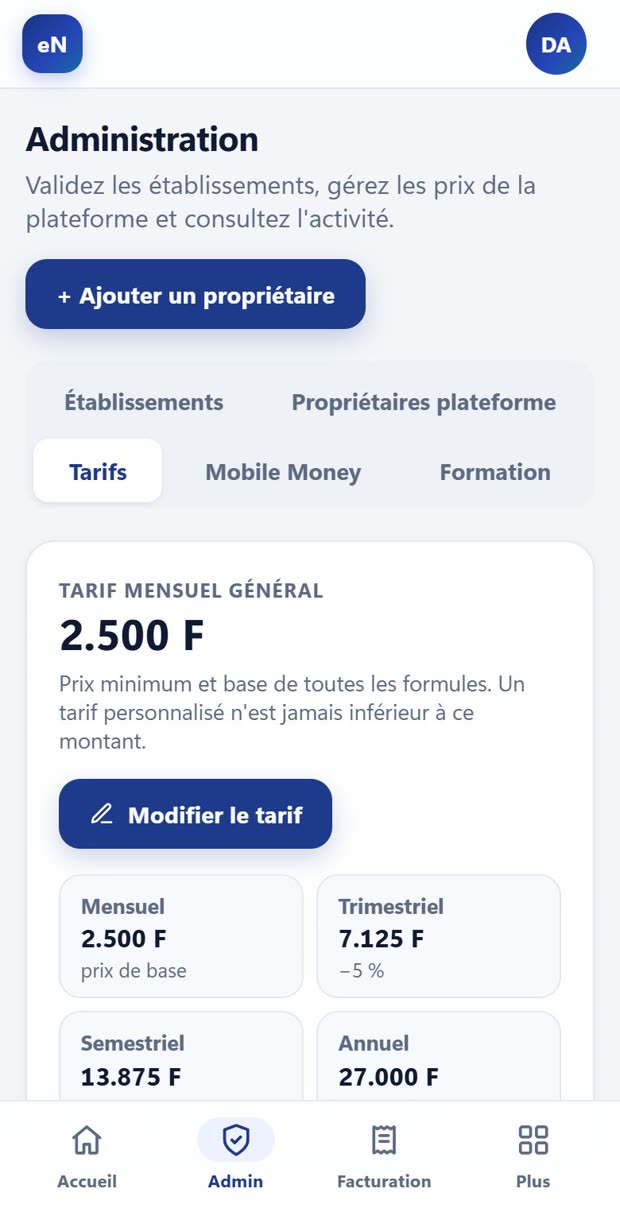 eN
DA
Administration
Validez les établissements, gérez les prix de la
plateforme et consultez l'activité.
+ Ajouter un propriétaire
Établissements Propriétaires plateforme
Tarifs Mobile Money Formation
TARIF MENSUEL GÉNÉRAL
2.500 F
Prix minimum et base de toutes les formules. Un
tarif personnalisé n'est jamais inférieur à ce
montant.
Modifier le tarif
Mensuel
2.500 F
prix de base
Trimestriel
7.125 F
−5 %
Semestriel
13.875 F
Annuel
27.000 F
Accueil Admin Facturation Plus